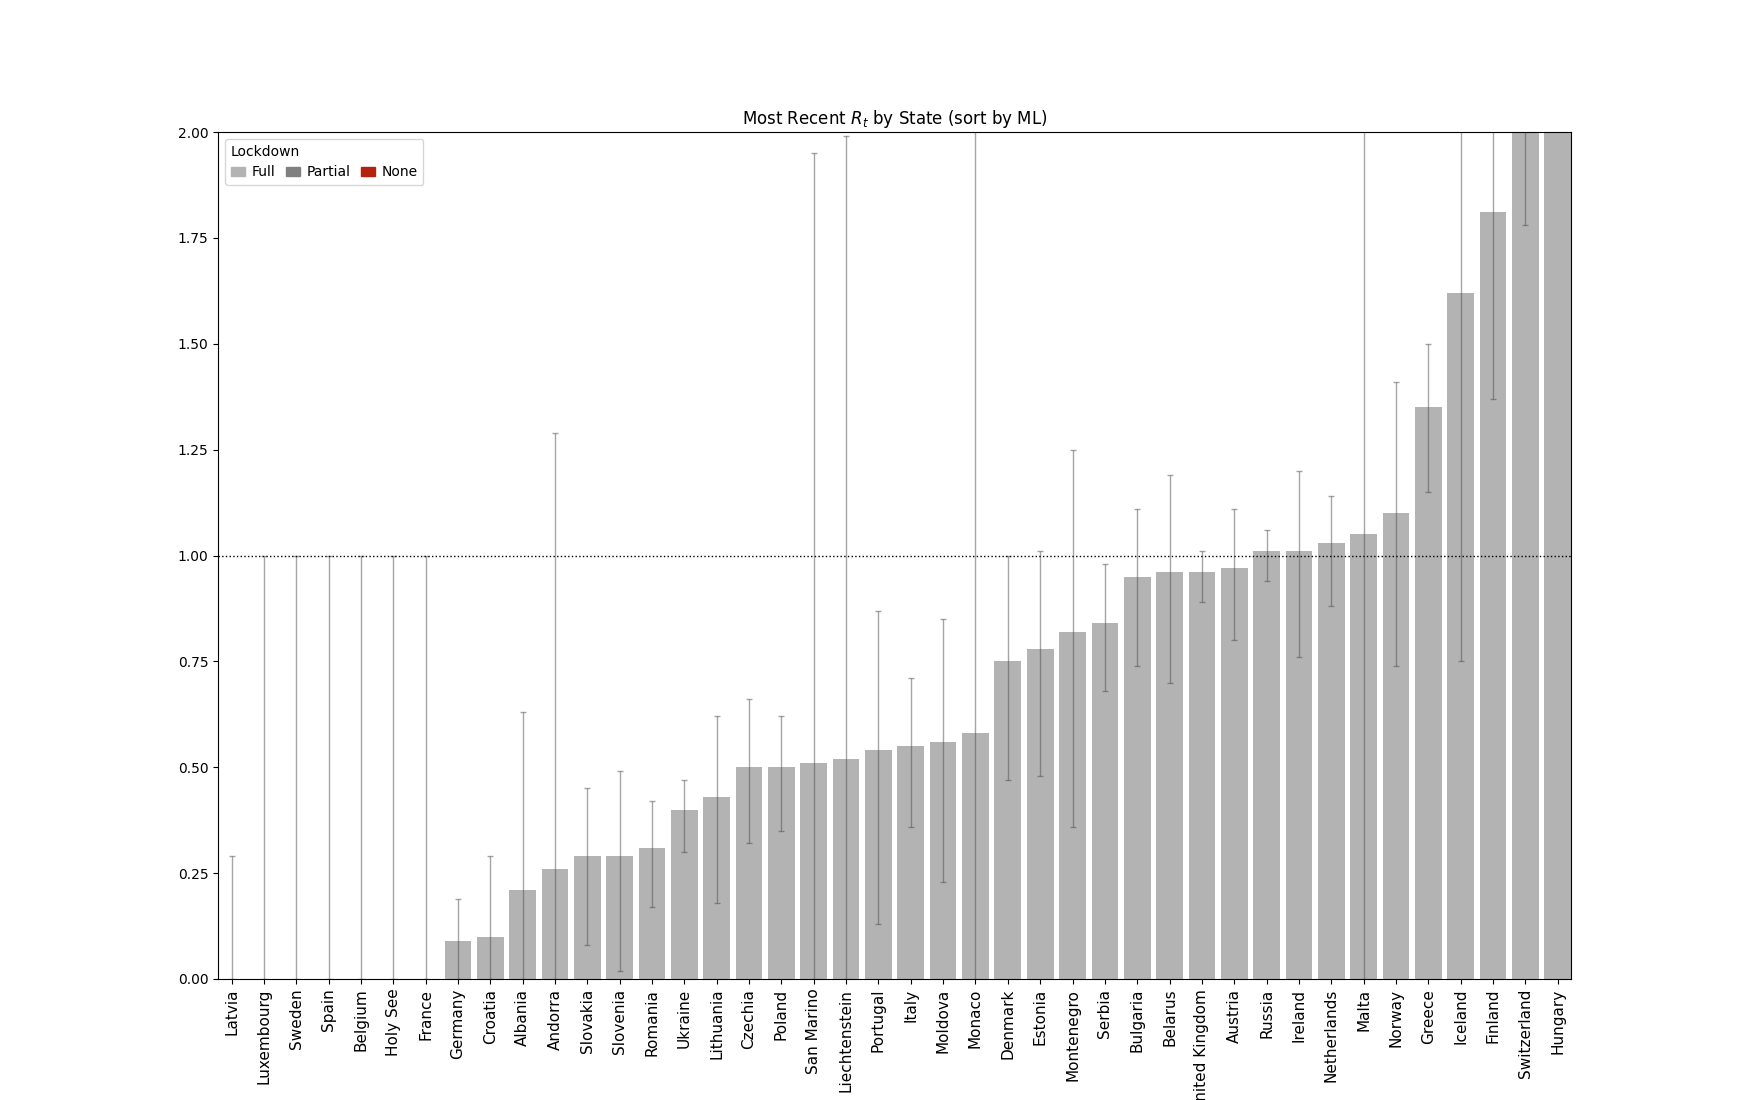 Most Recent R_t by State (sort by ML)
2.00
1.75
1.50
1.25
1.00
0.75
0.50
0.25
0.00
Lockdown
Full Partial None
Latvia
Luxembourg
Sweden
Spain
Belgium
Holy See
France
Germany
Croatia
Albania
Andorra
Slovakia
Slovenia
Romania
Ukraine
Lithuania
Czechia
Poland
San Marino
Liechtenstein
Portugal
Italy
Moldova
Monaco
Denmark
Estonia
Montenegro
Serbia
Bulgaria
Belarus
nited Kingdom
Austria
Russia
Ireland
Netherlands
Malta
Norway
Greece
Iceland
Finland
Switzerland
Hungary